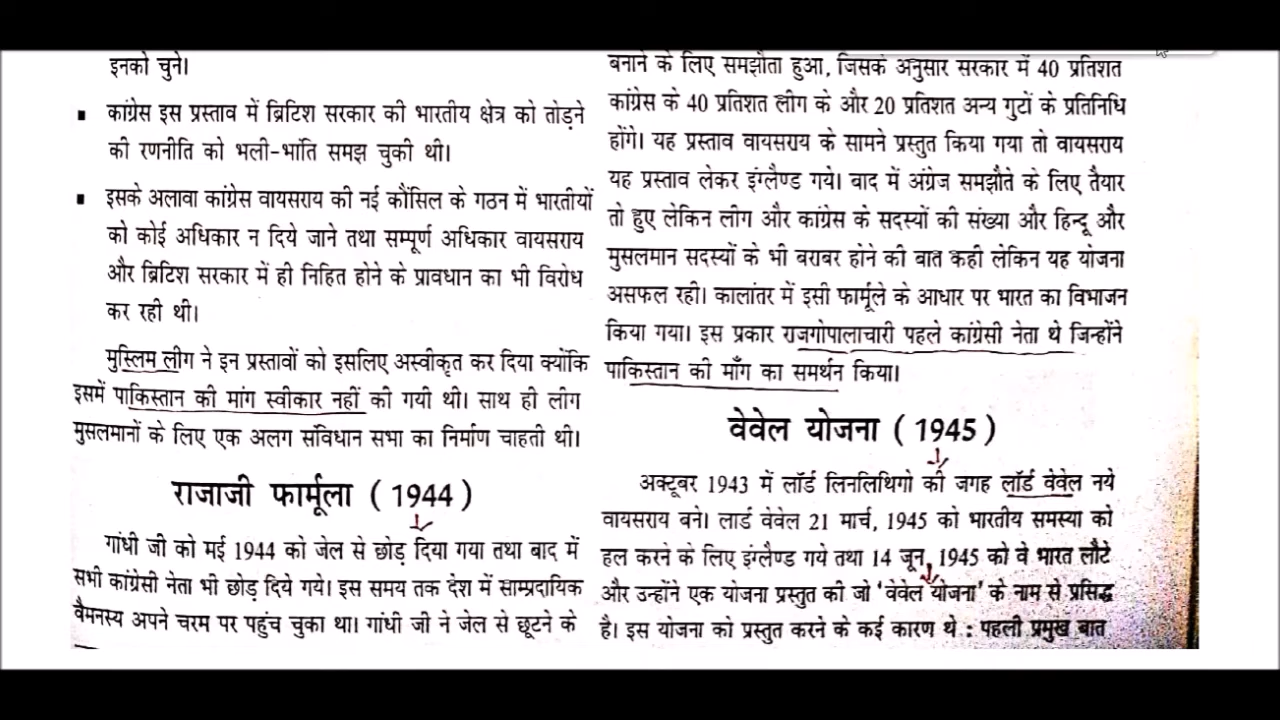 इनको चुने।
▪ कांग्रेस इस प्रस्ताव में ब्रिटिश सरकार की भारतीय क्षेत्र को तोड़ने
की रणनीति को भली-भांति समझ चुकी थी।
▪ इसके अलावा कांग्रेस वायसराय की नई कौंसिल के गठन में भारतीयों
को कोई अधिकार न दिये जाने तथा सम्पूर्ण अधिकार वायसराय
और ब्रिटिश सरकार में ही निहित होने के प्रावधान का भी विरोध
कर रही थी।
मुस्लिम लीग ने इन प्रस्तावों को इसलिए अस्वीकृत कर दिया क्योंकि
इसमें पाकिस्तान की मांग स्वीकार नहीं की गयी थी। साथ ही लीग
मुसलमानों के लिए एक अलग संविधान सभा का निर्माण चाहती थी।
राजाजी फार्मूला ( 1944 )
गांधी जी को मई 1944 को जेल से छोड़ दिया गया तथा बाद में
सभी कांग्रेसी नेता भी छोड़ दिये गये। इस समय तक देश में साम्प्रदायिक
वैमनस्य अपने चरम पर पहुंच चुका था। गांधी जी ने जेल से छूटने के
बनाने के लिए समझौता हुआ, जिसके अनुसार सरकार में 40 प्रतिशत
कांग्रेस के 40 प्रतिशत लीग के और 20 प्रतिशत अन्य गुटों के प्रतिनिधि
होंगे। यह प्रस्ताव वायसराय के सामने प्रस्तुत किया गया तो वायसराय
यह प्रस्ताव लेकर इंग्लैण्ड गये। बाद में अंग्रेज समझौते के लिए तैयार
तो हुए लेकिन लीग और कांग्रेस के सदस्यों की संख्या और हिन्दू और
मुसलमान सदस्यों के भी बराबर होने की बात कही लेकिन यह योजना
असफल रही। कालांतर में इसी फार्मूले के आधार पर भारत का विभाजन
किया गया। इस प्रकार राजगोपालाचारी पहले कांग्रेसी नेता थे जिन्होंने
पाकिस्तान की माँग का समर्थन किया।
वेवेल योजना ( 1945 )
अक्टूबर 1943 में लॉर्ड लिनलिथिगो की जगह लॉर्ड वेवेल नये
वायसराय बने। लार्ड वेवेल 21 मार्च, 1945 को भारतीय समस्या को
हल करने के लिए इंग्लैण्ड गये तथा 14 जून, 1945 को वे भारत लौटे
और उन्होंने एक योजना प्रस्तुत की जो 'वेवेल योजना' के नाम से प्रसिद्ध
है। इस योजना को प्रस्तुत करने के कई कारण थे : पहली प्रमुख बात